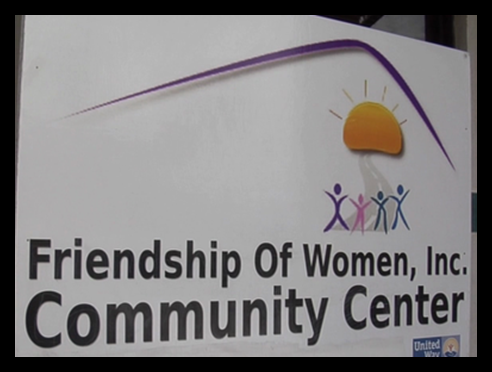 Friendship Of Women, Inc.
Community Center
United
Way